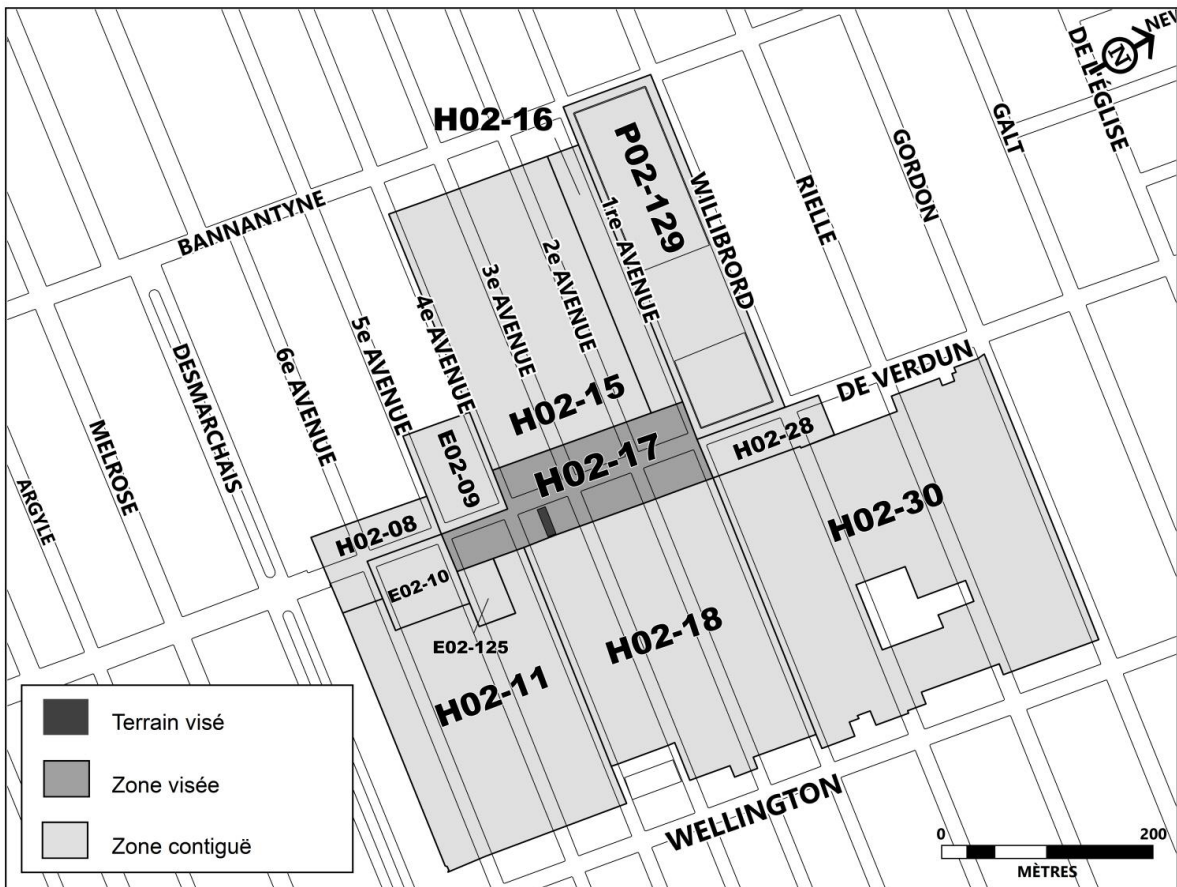 NEW
N
DE L'ÉGLISE
GALT
GORDON
RIELLE
WILLIBRORD
H02-16
P02-129
1re AVENUE
2e AVENUE
3e AVENUE
4e AVENUE
5e AVENUE
6e AVENUE
BANNANTYNE
DESMARCHAIS
MELROSE
ARGYLE
H02-15
DE VERDUN
E02-09
H02-17
H02-28
H02-08
H02-30
E02-10
H02-18
E02-125
H02-11
WELLINGTON
Terrain visé
Zone visée
Zone contiguë
0 200
MÈTRES